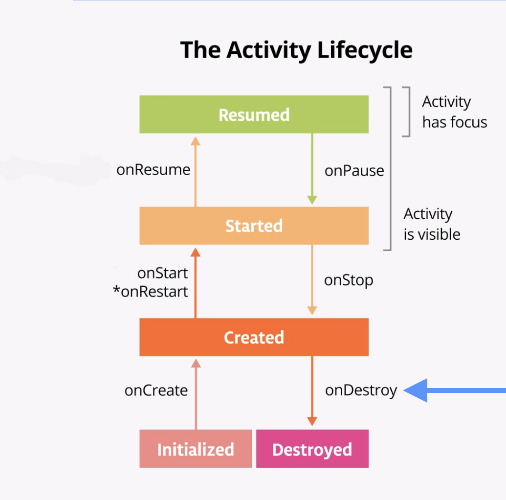 The Activity Lifecycle
Resumed
Activity
has focus
onResume
onPause
Started
Activity
is visible
onStart
*onRestart
onStop
Created
onCreate
onDestroy
Initialized
Destroyed